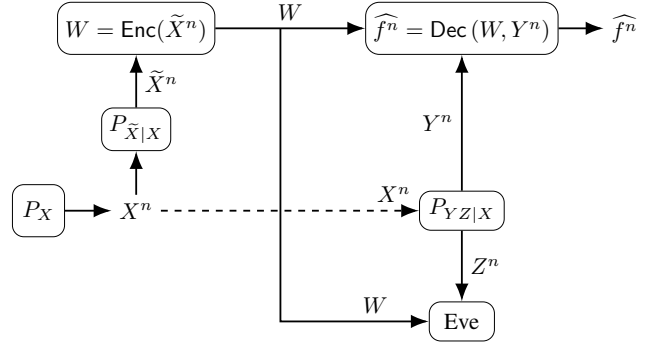 W
W = Enc(X̃ⁿ)
f̂ⁿ = Dec (W, Yⁿ)
f̂ⁿ
X̃ⁿ
P_{X̃|X}
Yⁿ
Xⁿ
P_X
Xⁿ
P_{YZ|X}
Zⁿ
W
Eve